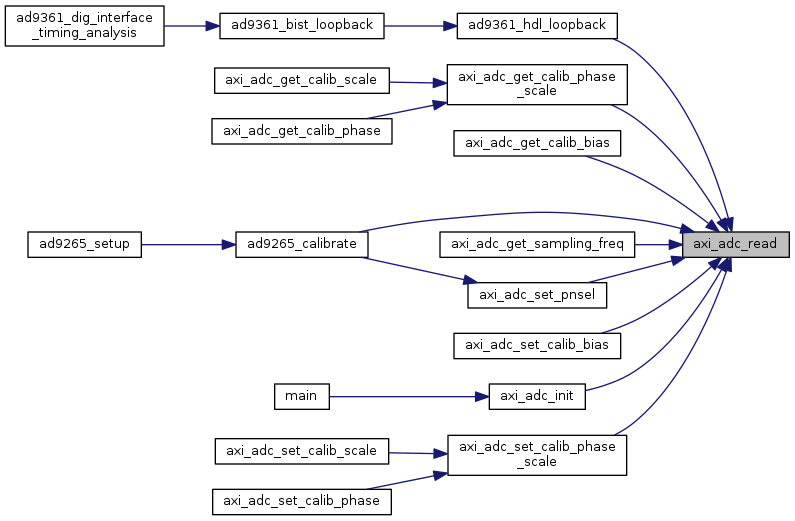 ad9361_dig_interface
_timing_analysis
ad9361_bist_loopback
ad9361_hdl_loopback
axi_adc_get_calib_scale
axi_adc_get_calib_phase
_scale
axi_adc_get_calib_phase
axi_adc_get_calib_bias
ad9265_setup
ad9265_calibrate
axi_adc_get_sampling_freq
axi_adc_read
axi_adc_set_pnsel
axi_adc_set_calib_bias
main
axi_adc_init
axi_adc_set_calib_scale
axi_adc_set_calib_phase
_scale
axi_adc_set_calib_phase